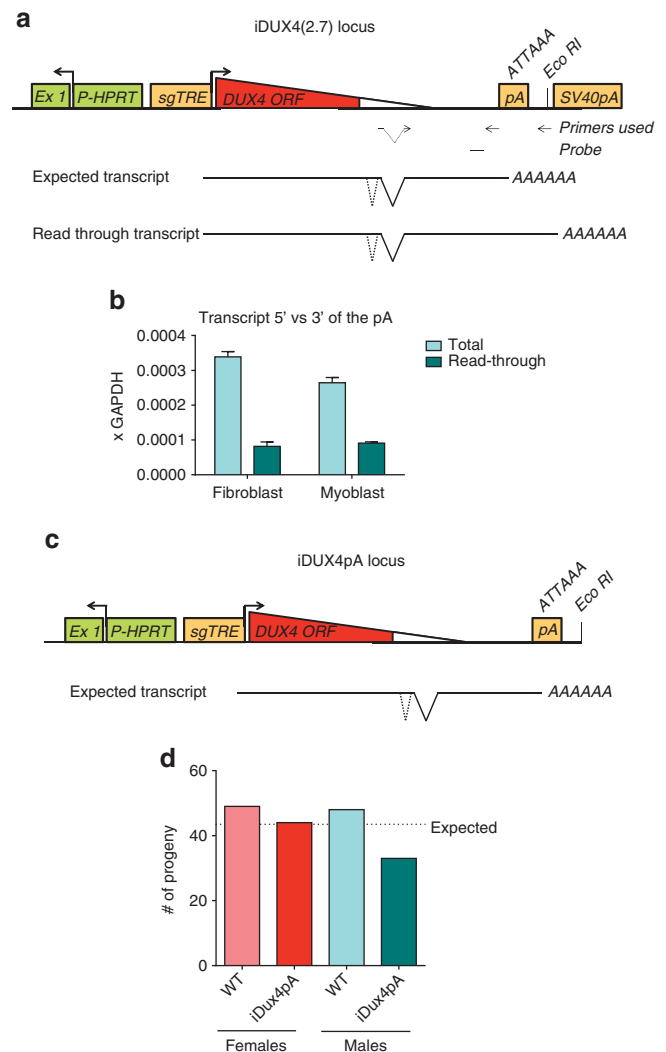 a
iDUX4(2.7) locus
ATTAAA
Eco RI
Ex 1 P-HPRT sgTRE DUX4 ORF pA SV40pA
Primers used
Probe
Expected transcript AAAAAA
Read through transcript AAAAAA
b
Transcript 5' vs 3' of the pA
0.0004
0.0003
0.0002
0.0001
0.0000
x GAPDH
Total
Read-through
Fibroblast Myoblast
c
iDUX4pA locus
ATTAAA
Eco RI
Ex 1 P-HPRT sgTRE DUX4 ORF pA
Expected transcript AAAAAA
d
60
40
20
0
# of progeny
Expected
WT iDux4pA WT iDux4pA
Females Males